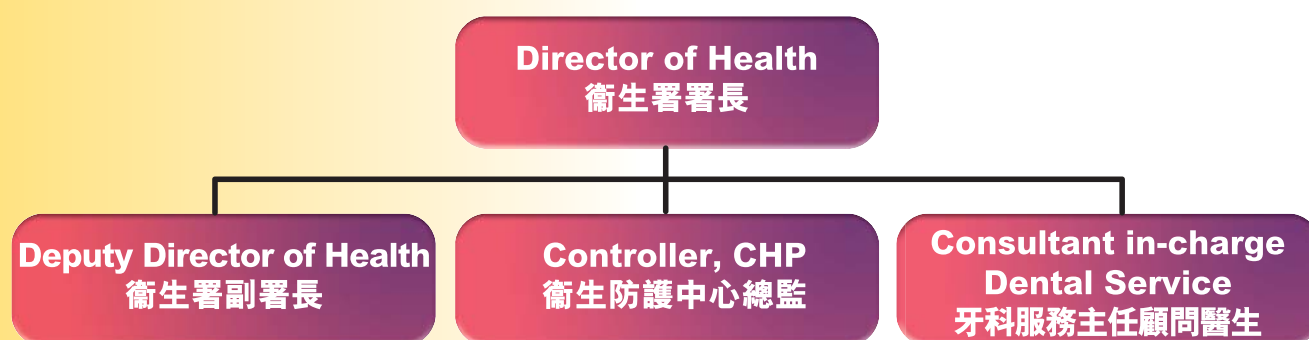 Director of Health
衞生署署長
Deputy Director of Health
衞生署副署長
Controller, CHP
衞生防護中心總監
Consultant in-charge
Dental Service
牙科服務主任顧問醫生